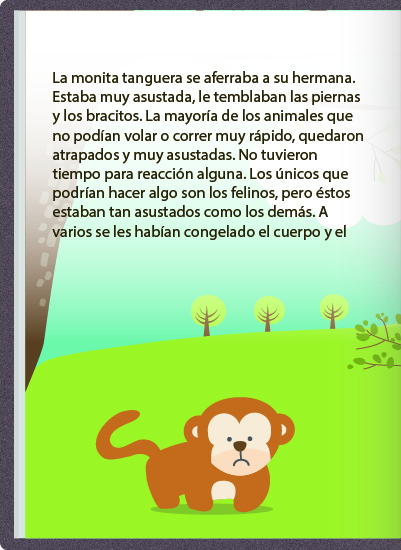 La monita tanguera se aferraba a su hermana.
Estaba muy asustada, le temblaban las piernas
y los bracitos. La mayoría de los animales que
no podían volar o correr muy rápido, quedaron
atrapados y muy asustadas. No tuvieron
tiempo para reacción alguna. Los únicos que
podrían hacer algo son los felinos, pero éstos
estaban tan asustados como los demás. A
varios se les habían congelado el cuerpo y el